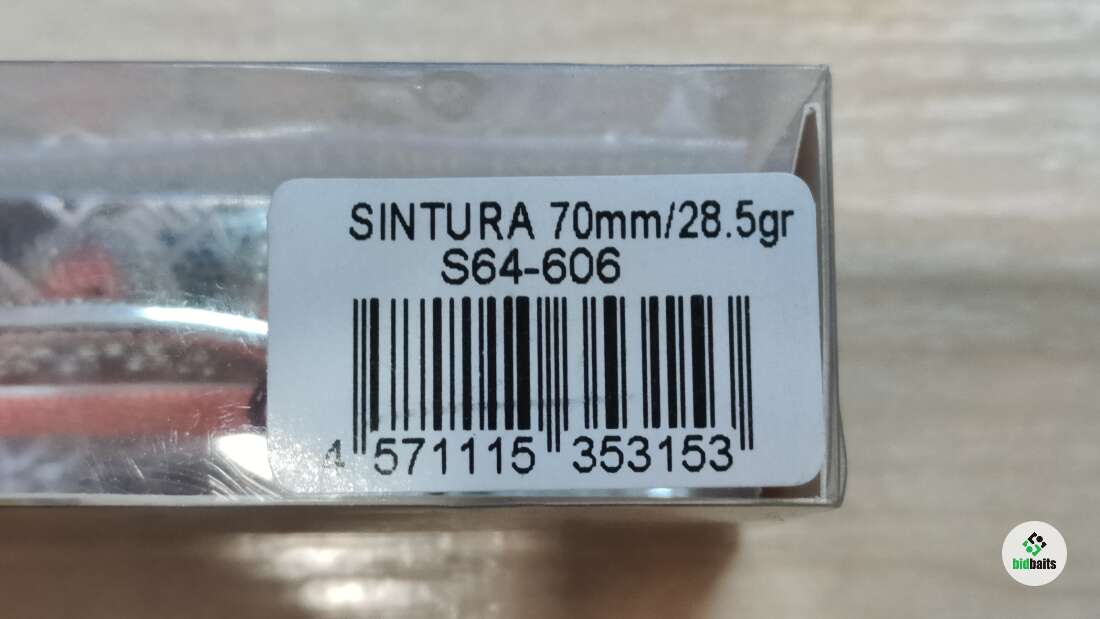 SINTURA 70mm/28.5gr
S64-606
4 571115 353153
bidbaits